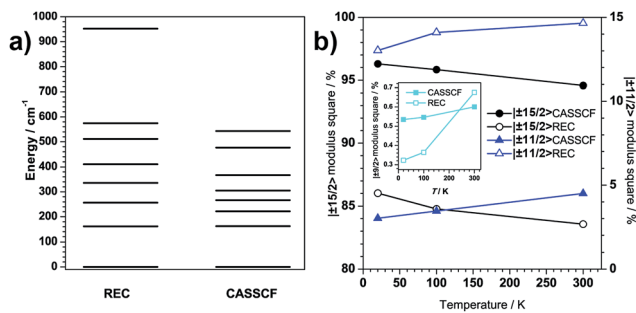 a)
1000
900
800
700
600
500
400
300
200
100
0
Energy / cm⁻¹
REC
CASSCF
b)
100
95
90
85
80
|±15/2> modulus square / %
0
50
100
150
200
250
300
Temperature / K
15
10
5
0
|±11/2> modulus square / %
|±15/2>CASSCF
|±15/2>REC
|±11/2>CASSCF
|±11/2>REC
0.7
0.6
0.5
0.4
0.3
|±9/2> modulus square / %
CASSCF
REC
0
100
200
300
T / K